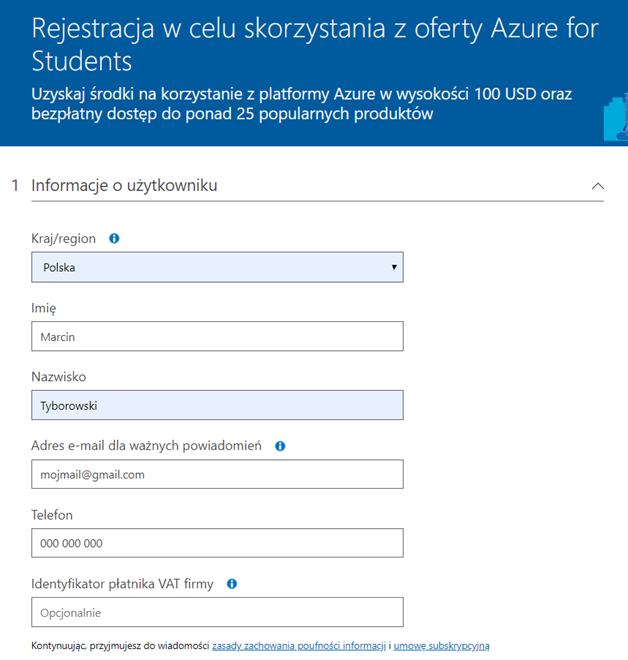 Rejestracja w celu skorzystania z oferty Azure for
Students
Uzyskaj środki na korzystanie z platformy Azure w wysokości 100 USD oraz
bezpłatny dostęp do ponad 25 popularnych produktów
1 Informacje o użytkowniku
Kraj/region
Polska
Imię
Marcin
Nazwisko
Tyborowski
Adres e-mail dla ważnych powiadomień
mojmail@gmail.com
Telefon
000 000 000
Identyfikator płatnika VAT firmy
Opcjonalnie
Kontynuując, przyjmujesz do wiadomości zasady zachowania poufności informacji i umowę subskrypcyjną